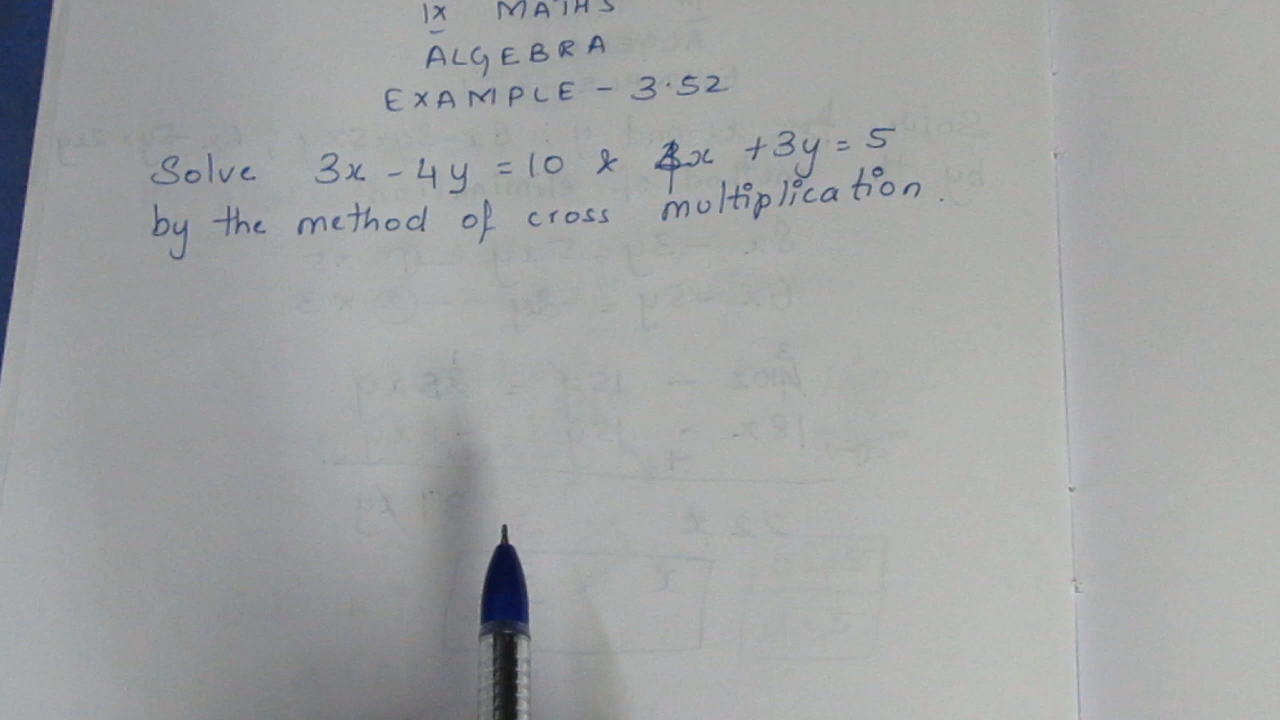 IX MATHS
ALGEBRA
EXAMPLE - 3.52
Solve 3x - 4y = 10 & 4x + 3y = 5
by the method of cross multiplication.